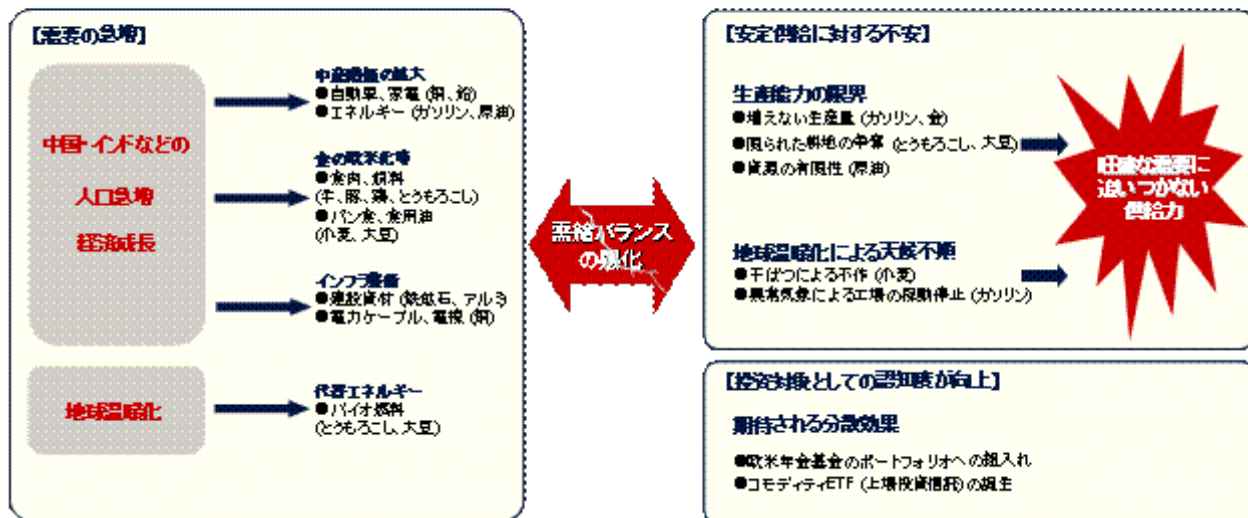 【需要の急増】
中国・インドなどの
人口急増
経済成長
中産階級の拡大
●自動車、家電 (銅、鉛)
●エネルギー (ガソリン、原油)
食の欧米化等
●食肉、飼料
(牛、豚、鶏、とうもろこし)
●パン食、食用油
(小麦、大豆)
インフラ整備
●建設資材 (鉄鉱石、アルミ)
●電力ケーブル、電線 (銅)
地球温暖化
代替エネルギー
●バイオ燃料
(とうもろこし、大豆)
需給バランス
の悪化
【安定供給に対する不安】
生産能力の限界
●増えない生産量 (ガソリン、金)
●限られた耕地の争奪 (とうもろこし、大豆)
●資源の有限性 (原油)
地球温暖化による天候不順
●干ばつによる不作 (小麦)
●異常気象による工場の稼動停止 (ガソリン)
旺盛な需要に
追いつかない
供給力
【投資対象としての認知度が向上】
期待される分散効果
●欧米年金基金のポートフォリオへの組入れ
●コモディティETF (上場投資信託) の誕生